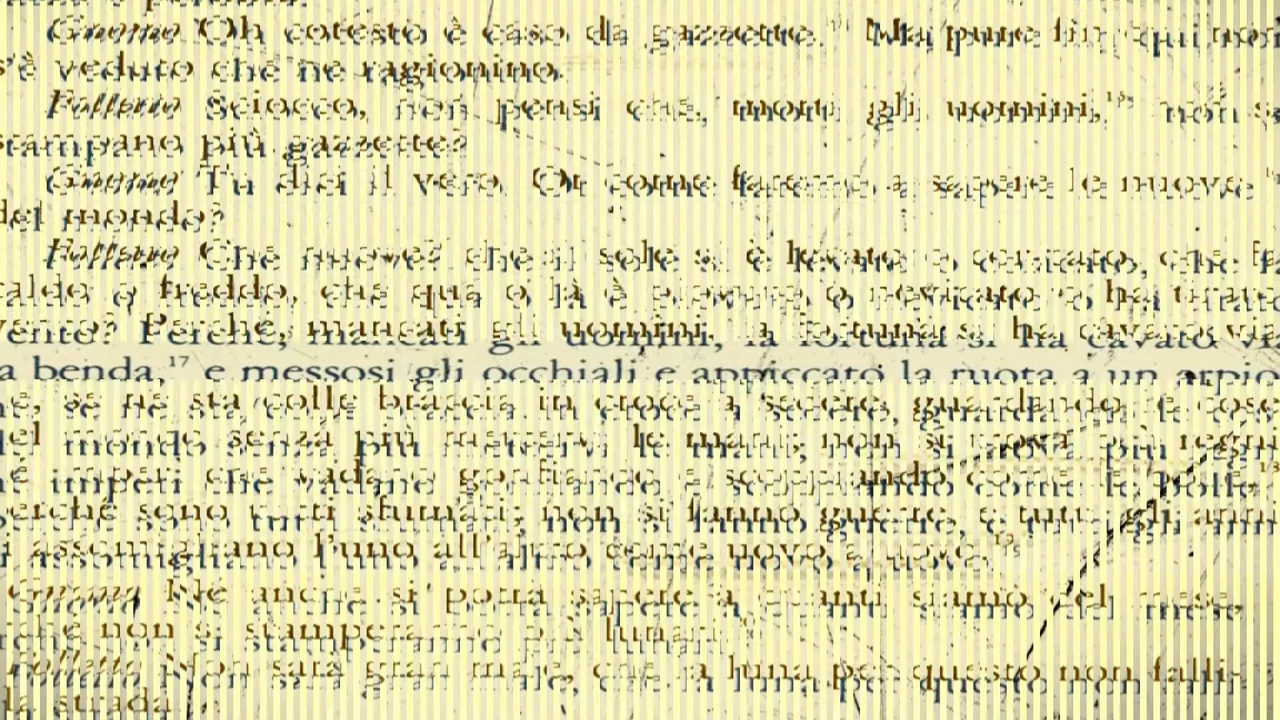 Gnomo Oh cotesto è caso da gazzette. Ma pure fin qui non
s'è veduto che ne ragionino.
Folletto Sciocco, non pensi che, morti gli uomini,¹⁵ non s
stampano più gazzette?
Gnomo Tu dici il vero. Or come faremo a sapere le nuove
del mondo?
Folletto Che nuove? che il sole si è levato o coricato, che fa
caldo o freddo, che qua o là è piovuto o nevicato o ha tirato
vento? Perché, mancati gli uomini, la fortuna si ha cavato via
a benda,¹⁷ e messosi gli occhiali e appiccato la ruota a un arpio
ne, se ne sta colle braccia in croce a sedere, guardando le cose
del mondo senza più mettervi le mani; non si trova più regni
né imperi che vadano gonfiando e scoppiando come le bolle,
perché sono tutti sfumati; non si fanno guerre, e tutti gli anni
si assomigliano l'uno all'altro come uovo a uovo.
Gnomo Né anche si potrà sapere a quanti siamo del mese,
rché non si stamperanno più lunari.
Folletto Non sarà gran male, che la luna per questo non falli-
la strada.